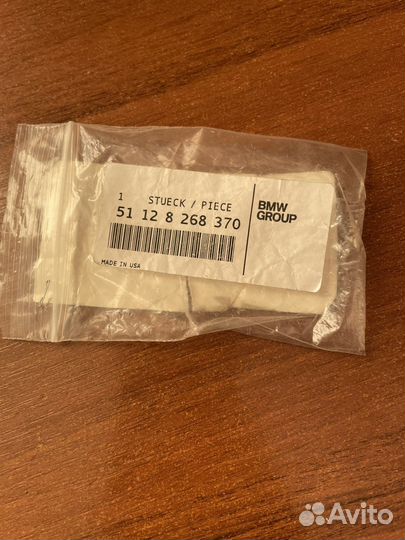 1 STUECK / PIECE
51 12 8 268 370
MADE IN USA
BMW
GROUP
Avito